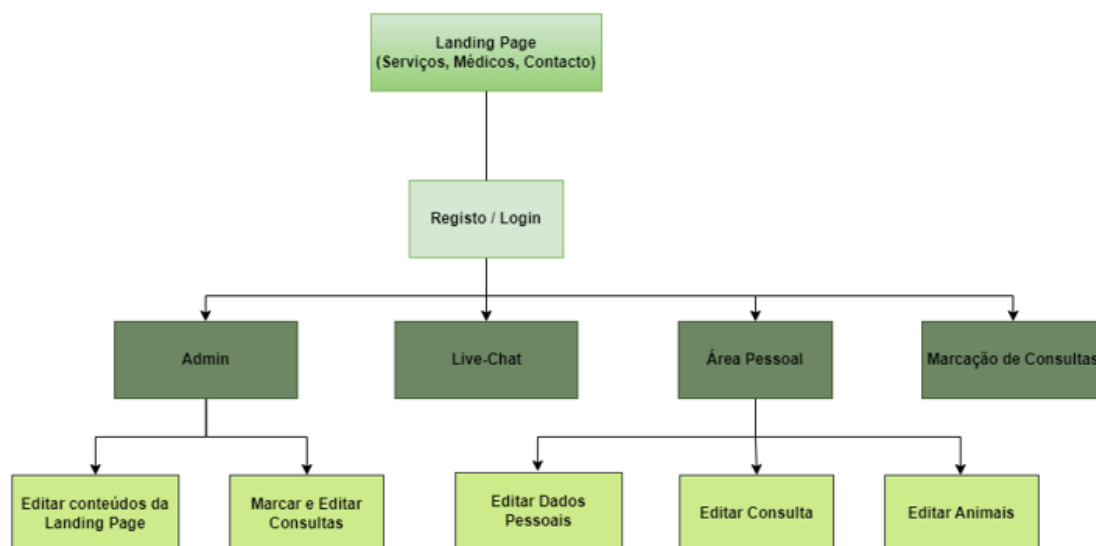 Landing Page
(Serviços, Médicos, Contacto)
Registo / Login
Admin
Live-Chat
Área Pessoal
Marcação de Consultas
Editar conteúdos da
Landing Page
Marcar e Editar
Consultas
Editar Dados
Pessoais
Editar Consulta
Editar Animais